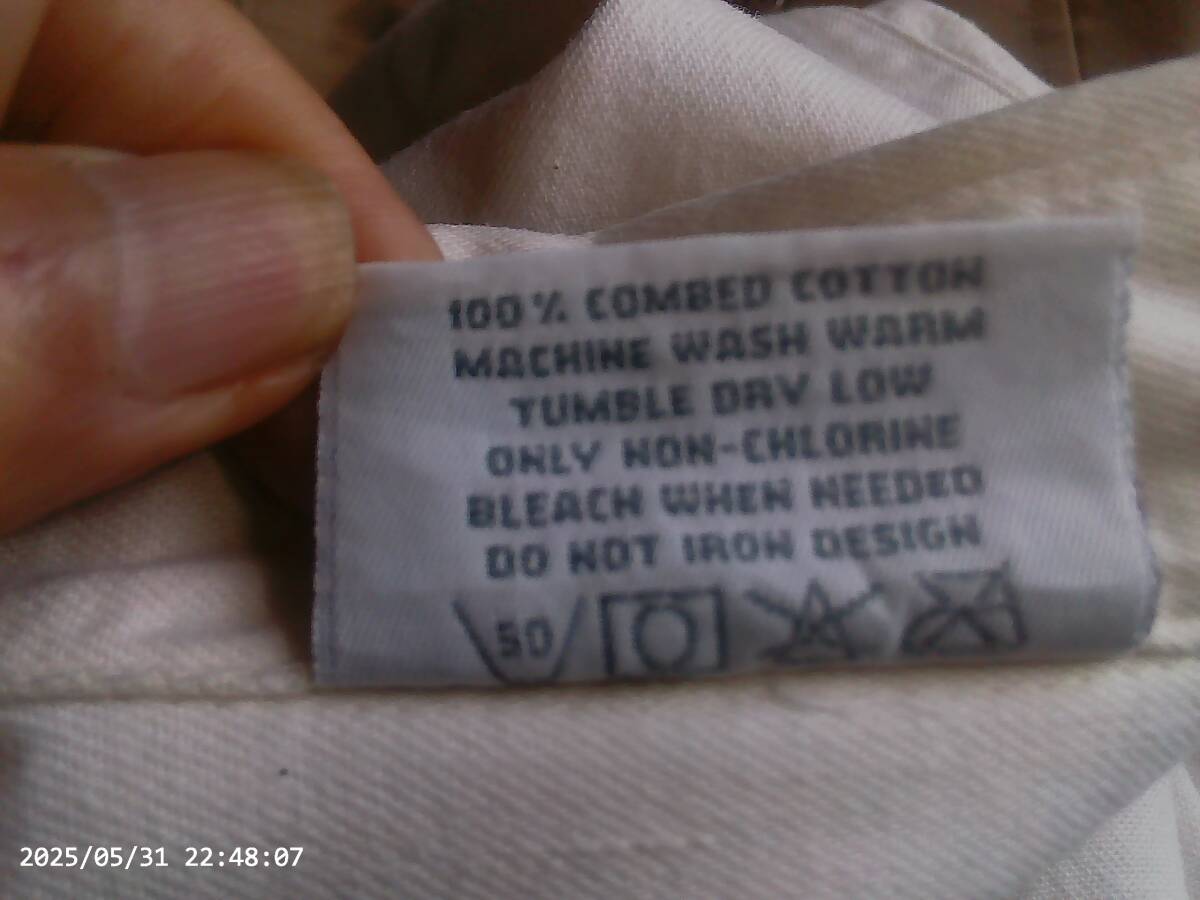 100% COMBED COTTON
MACHINE WASH WARM
TUMBLE DRY LOW
ONLY NON-CHLORINE
BLEACH WHEN NEEDED
DO NOT IRON DESIGN
50
2025/05/31 22:48:07